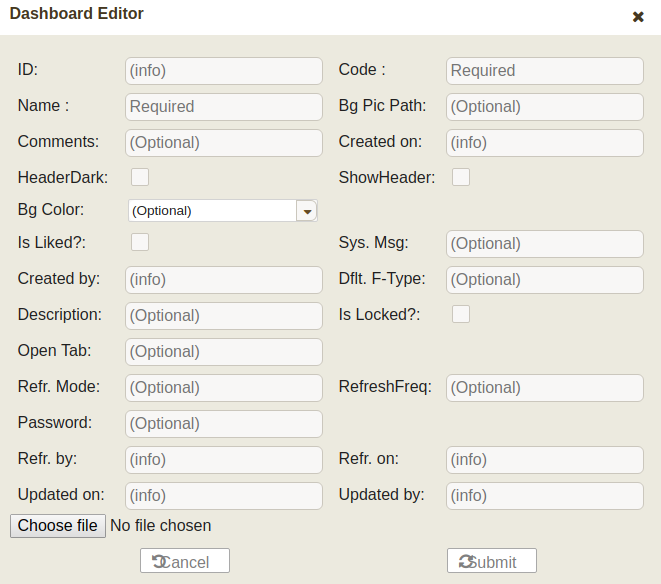 Dashboard Editor
ID: (info) Code : Required
Name : Required Bg Pic Path: (Optional)
Comments: (Optional) Created on: (info)
HeaderDark: ShowHeader:
Bg Color: (Optional)
Is Liked?: Sys. Msg: (Optional)
Created by: (info) Dflt. F-Type: (Optional)
Description: (Optional) Is Locked?:
Open Tab: (Optional)
Refr. Mode: (Optional) RefreshFreq: (Optional)
Password: (Optional)
Refr. by: (info) Refr. on: (info)
Updated on: (info) Updated by: (info)
Choose file No file chosen
Cancel Submit